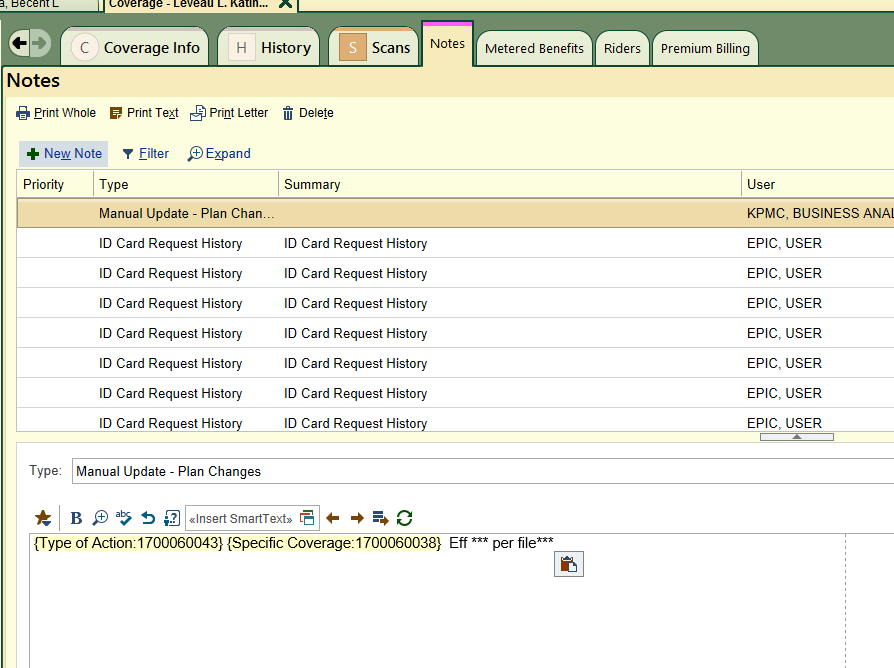 a, Becent L Coverage - Leveau L. Katin...
C Coverage Info H History S Scans Notes Metered Benefits Riders Premium Billing
Notes
Print Whole Print Text Print Letter Delete
New Note Filter Expand
Priority Type Summary User
Manual Update - Plan Chan... KPMC, BUSINESS ANAL
ID Card Request History ID Card Request History EPIC, USER
ID Card Request History ID Card Request History EPIC, USER
ID Card Request History ID Card Request History EPIC, USER
ID Card Request History ID Card Request History EPIC, USER
ID Card Request History ID Card Request History EPIC, USER
ID Card Request History ID Card Request History EPIC, USER
ID Card Request History ID Card Request History EPIC, USER
Type: Manual Update - Plan Changes
B abc «Insert SmartText»
{Type of Action:1700060043} {Specific Coverage:1700060038} Eff *** per file***